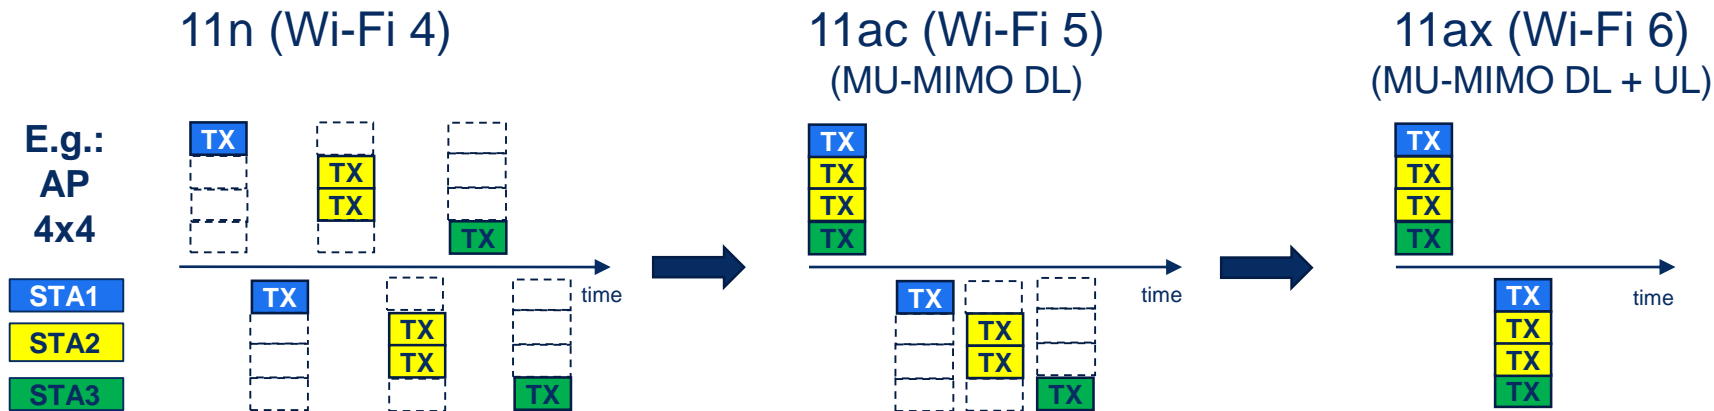 11n (Wi-Fi 4)
11ac (Wi-Fi 5)
(MU-MIMO DL)
11ax (Wi-Fi 6)
(MU-MIMO DL + UL)
E.g.:
AP
4x4
TX
TX
TX
TX
TX
TX
TX
TX
TX
TX
TX
TX
time
time
time
STA1
STA2
STA3
TX
TX
TX
TX
TX
TX
TX
TX
TX
TX
TX
TX